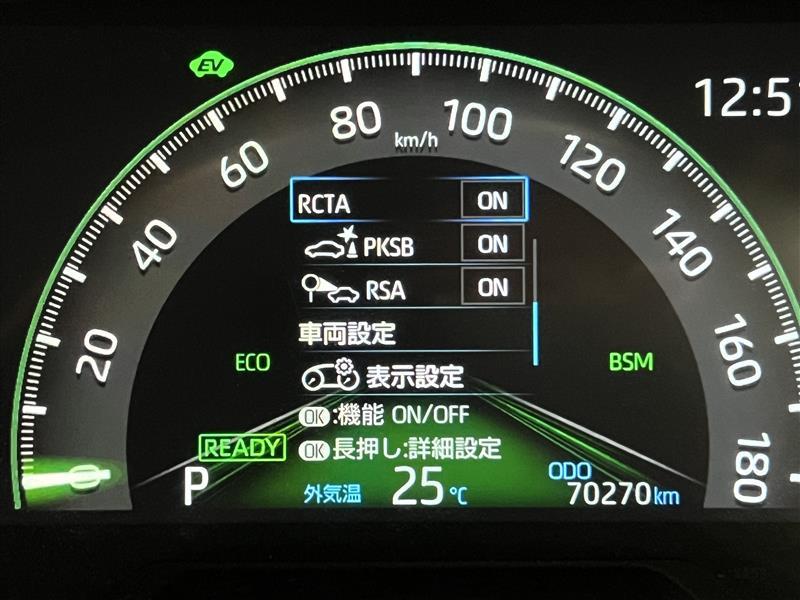 EV
12:51
0
20
40
60
80
100
120
140
160
180
km/h
RCTA ON
PKSB ON
RSA ON
車両設定
表示設定
ECO
BSM
OK:機能 ON/OFF
OK長押し:詳細設定
READY
P
外気温 25℃
ODO
70270km